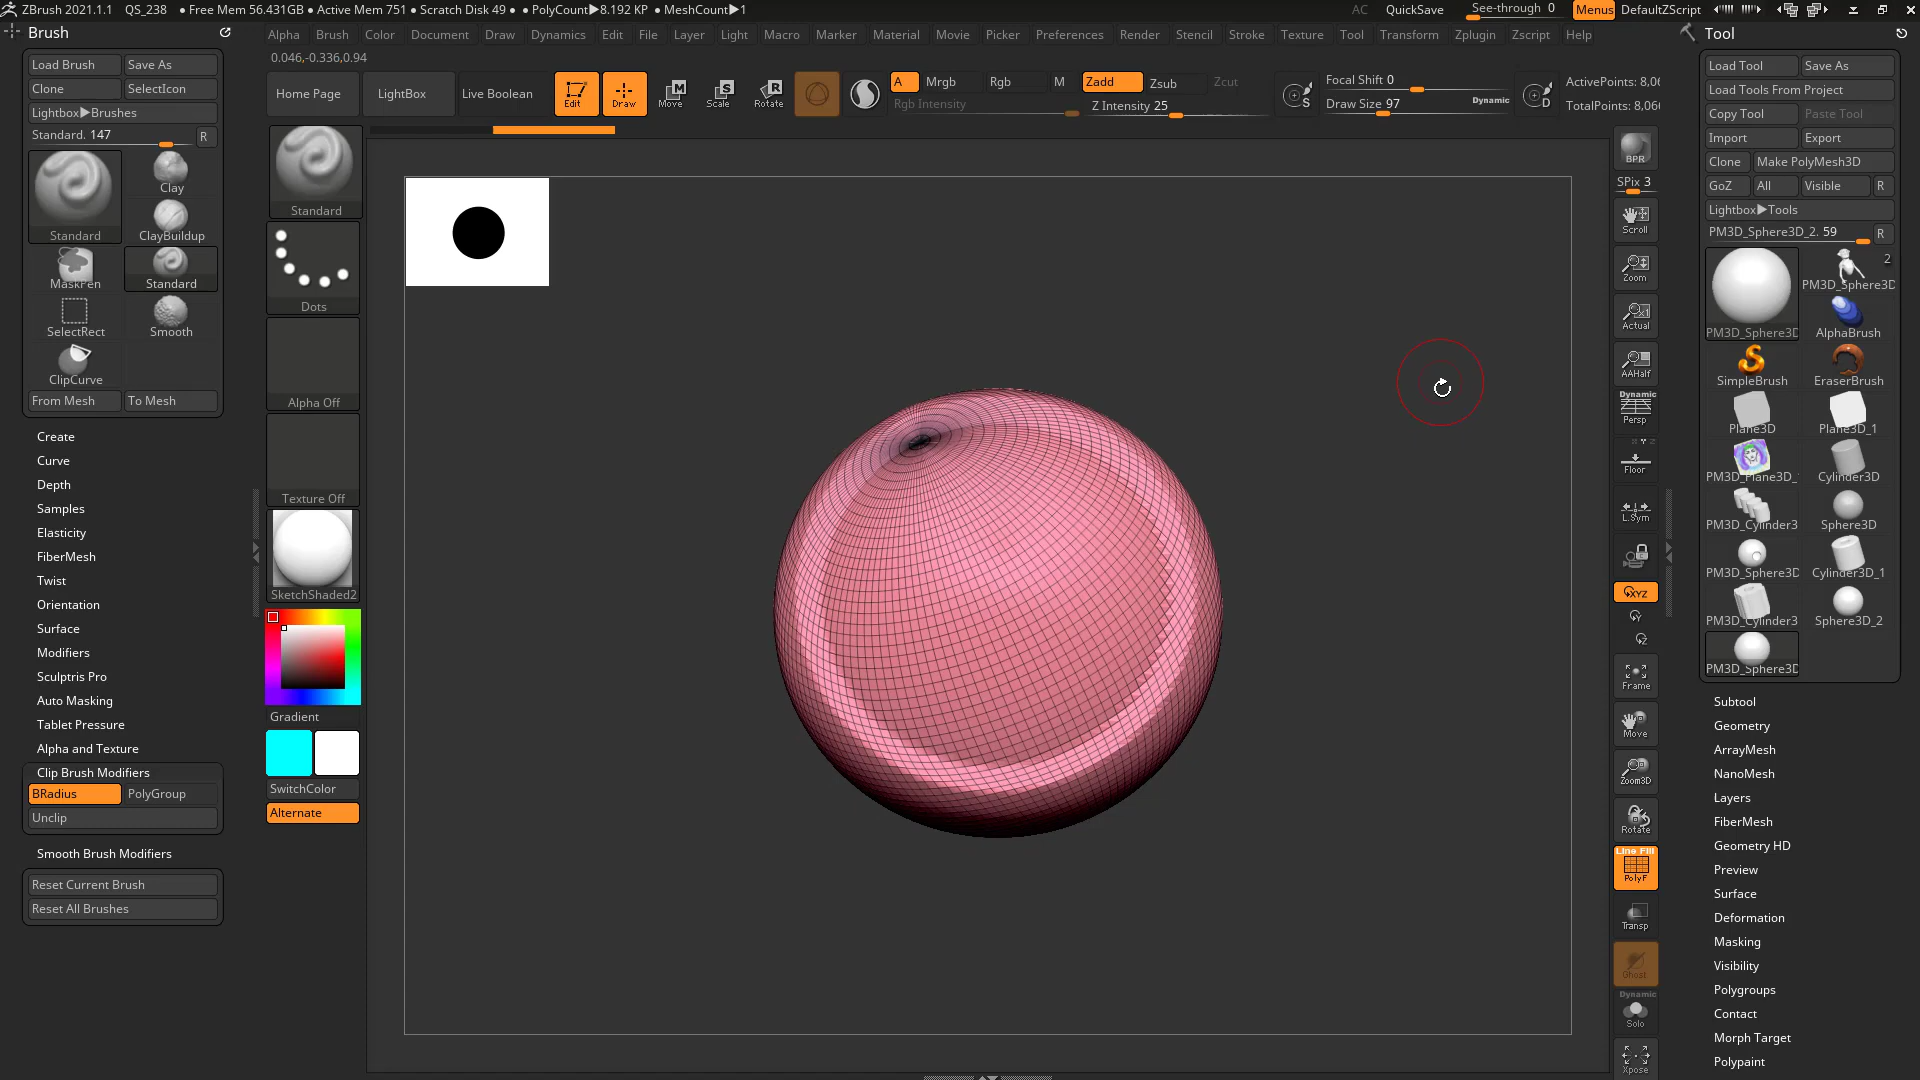 ZBrush 2021.1.1 QS_238 • Free Mem 56.431GB • Active Mem 751 • Scratch Disk 49 • • PolyCount▶8.192 KP • MeshCount▶1
AC QuickSave See-through 0 Menus DefaultZScript
Brush
Alpha Brush Color Document Draw Dynamics Edit File Layer Light Macro Marker Material Movie Picker Preferences Render Stencil Stroke Texture Tool Transform Zplugin Zscript Help
Tool
0.046,-0.336,0.94
Load Brush Save As
Clone SelectIcon
Lightbox▶Brushes
Standard. 147 R
Standard
Clay
ClayBuildup
MaskPen
Standard
SelectRect
Smooth
ClipCurve
From Mesh To Mesh
Create
Curve
Depth
Samples
Elasticity
FiberMesh
Twist
Orientation
Surface
Modifiers
Sculptris Pro
Auto Masking
Tablet Pressure
Alpha and Texture
Clip Brush Modifiers
BRadius PolyGroup
Unclip
Smooth Brush Modifiers
Reset Current Brush
Reset All Brushes
Home Page LightBox Live Boolean Edit Draw Move Scale Rotate
A Mrgb Rgb M Zadd Zsub Zcut
Rgb Intensity Z Intensity 25
Focal Shift 0
Draw Size 97 Dynamic
ActivePoints: 8,06
TotalPoints: 8,066
Standard
Dots
Alpha Off
Texture Off
SketchShaded2
Gradient
SwitchColor
Alternate
BPR
SPix 3
Scroll
Zoom
Actual
AAHalf
Dynamic
Persp
Floor
L.Sym
XYZ
Frame
Move
Zoom3D
Rotate
Line Fill
PolyF
Transp
Ghost
Dynamic
Solo
Xpose
Load Tool Save As
Load Tools From Project
Copy Tool Paste Tool
Import Export
Clone Make PolyMesh3D
GoZ All Visible R
Lightbox▶Tools
PM3D_Sphere3D_2. 59 R
2
PM3D_Sphere3D
PM3D_Sphere3D AlphaBrush
SimpleBrush EraserBrush
Plane3D Plane3D_1
PM3D_Plane3D_ Cylinder3D
PM3D_Cylinder3 Sphere3D
PM3D_Sphere3D Cylinder3D_1
PM3D_Cylinder3 Sphere3D_2
PM3D_Sphere3D
Subtool
Geometry
ArrayMesh
NanoMesh
Layers
FiberMesh
Geometry HD
Preview
Surface
Deformation
Masking
Visibility
Polygroups
Contact
Morph Target
Polypaint